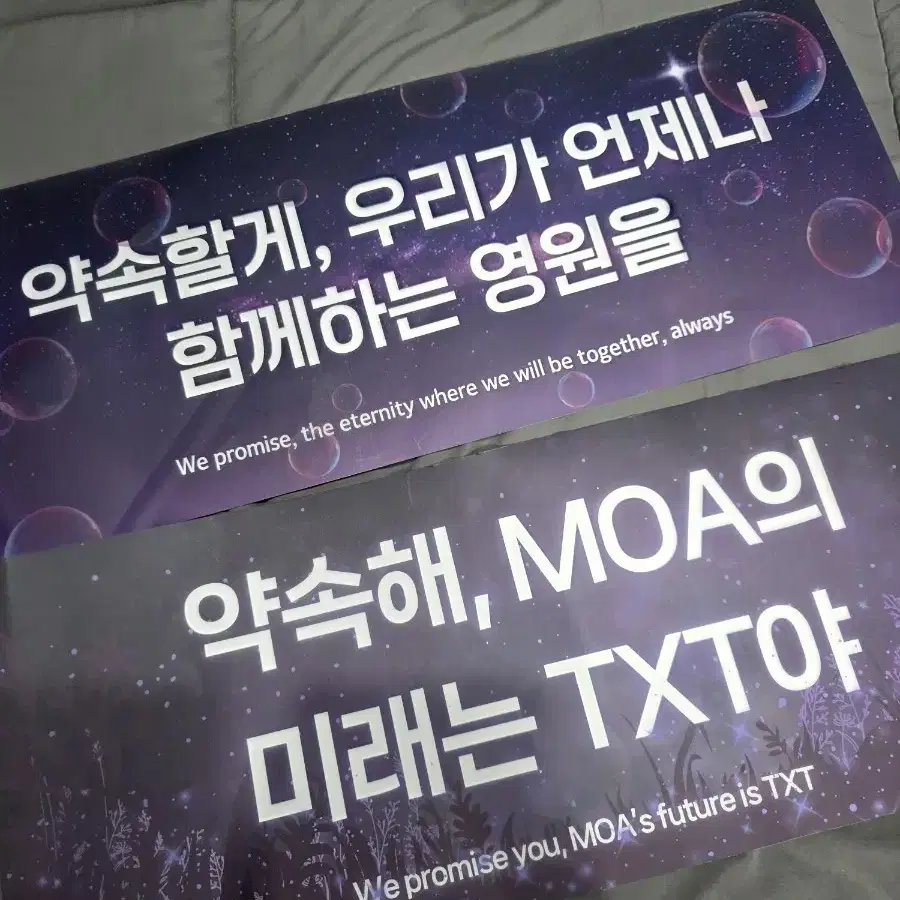 약속할게, 우리가 언제나
함께하는 영원을
We promise, the eternity where we will be together, always
약속해, MOA의
미래는 TXT야
We promise you, MOA's future is TXT